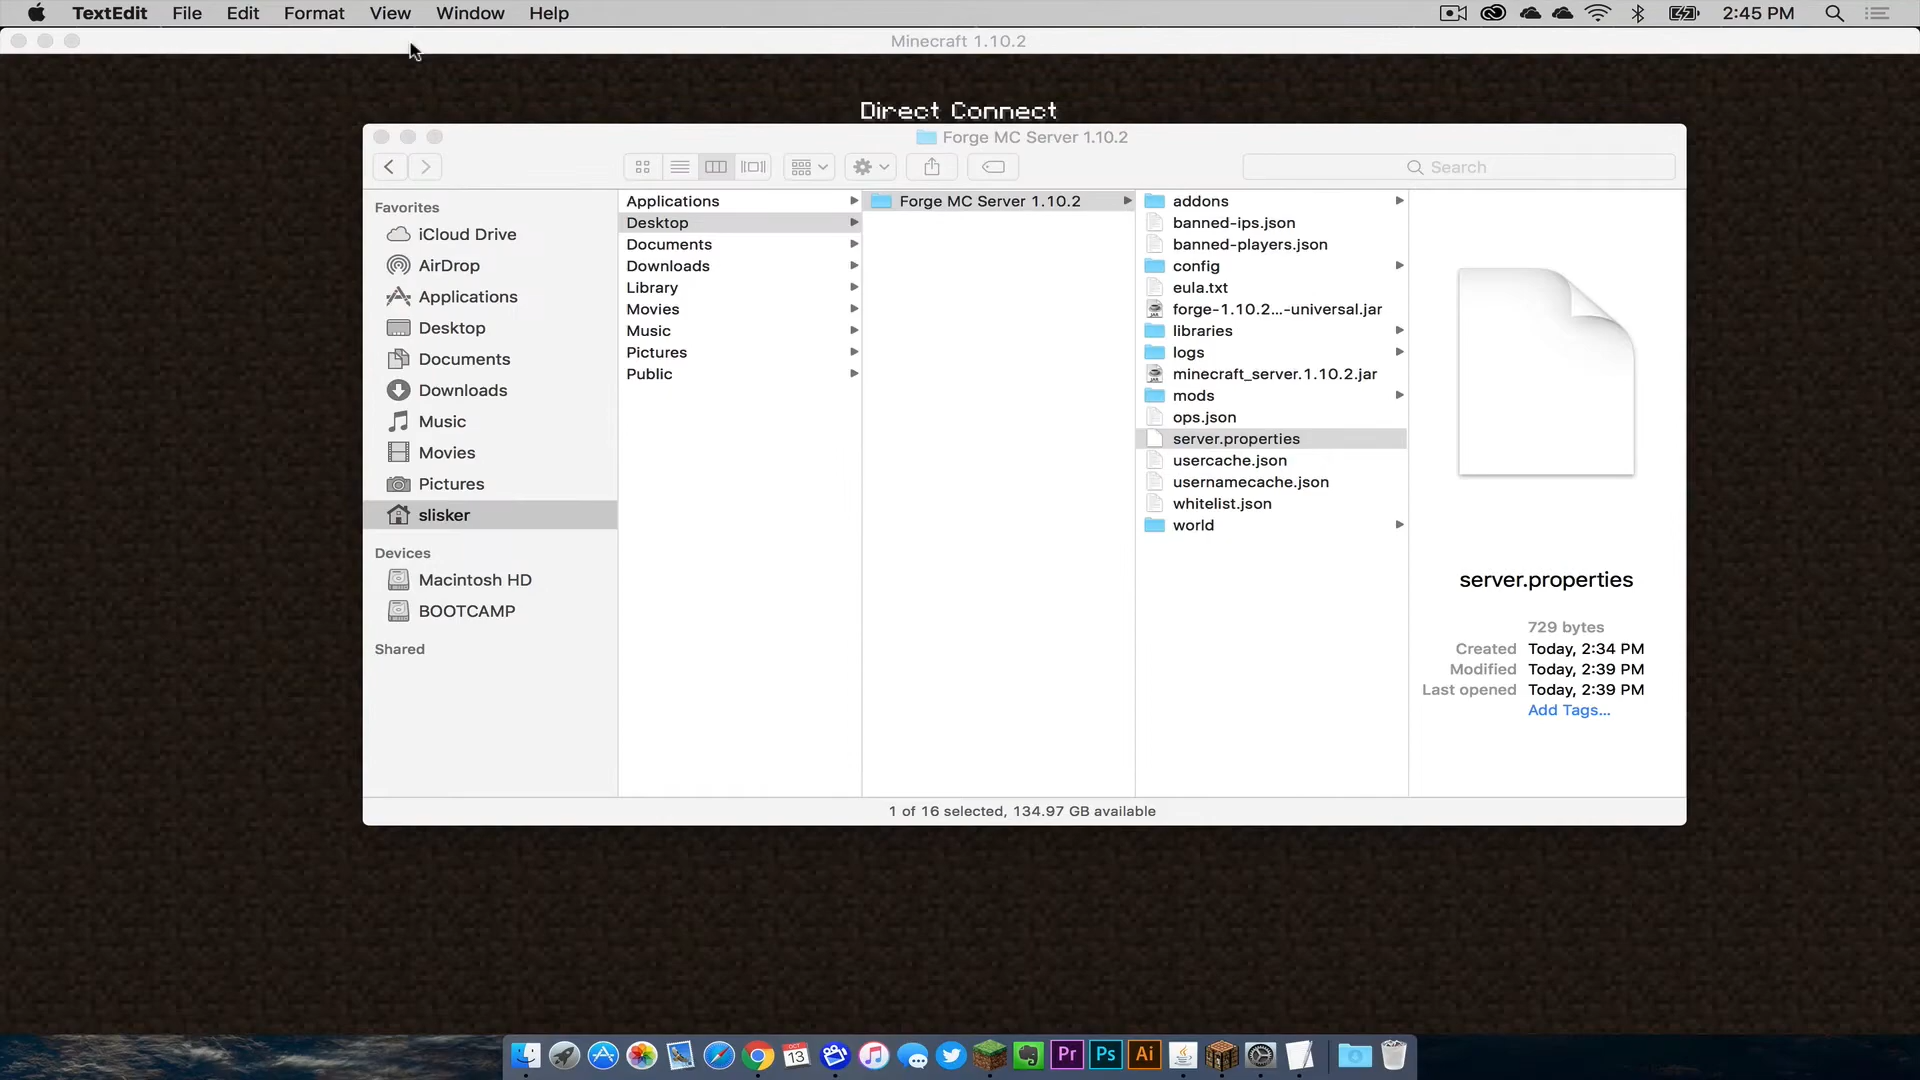 TextEdit File Edit Format View Window Help 2:45 PM
Minecraft 1.10.2
Direct Connect
Forge MC Server 1.10.2
Search
Favorites
iCloud Drive
AirDrop
Applications
Desktop
Documents
Downloads
Music
Movies
Pictures
slisker
Devices
Macintosh HD
BOOTCAMP
Shared
Applications
Desktop
Documents
Downloads
Library
Movies
Music
Pictures
Public
Forge MC Server 1.10.2
addons
banned-ips.json
banned-players.json
config
eula.txt
forge-1.10.2...-universal.jar
libraries
logs
minecraft_server.1.10.2.jar
mods
ops.json
server.properties
usercache.json
usernamecache.json
whitelist.json
world
server.properties
729 bytes
Created Today, 2:34 PM
Modified Today, 2:39 PM
Last opened Today, 2:39 PM
Add Tags...
1 of 16 selected, 134.97 GB available
OCT
13
Pr
Ps
Ai